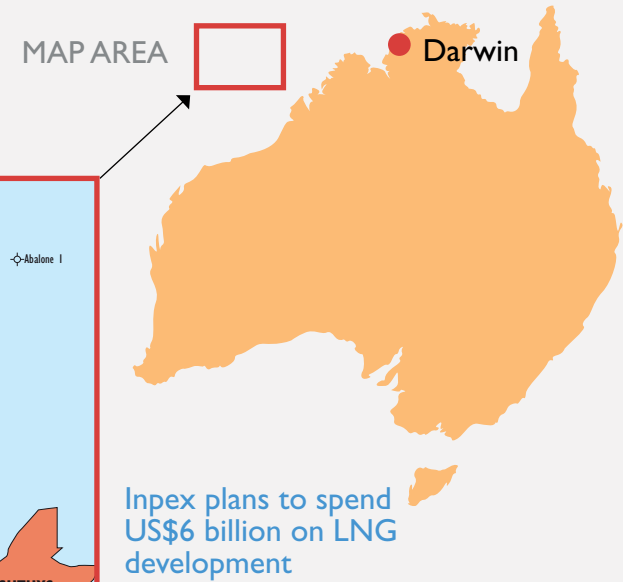 MAP AREA
Darwin
Abalone 1
Inpex plans to spend
US$6 billion on LNG
development